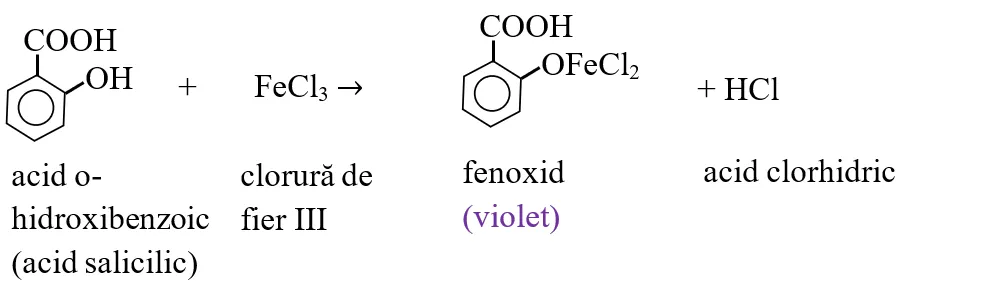 COOH COOH
OH + FeCl₃ → OFeCl₂ + HCl
acid o- clorură de fenoxid acid clorhidric
hidroxibenzoic fier III (violet)
(acid salicilic)